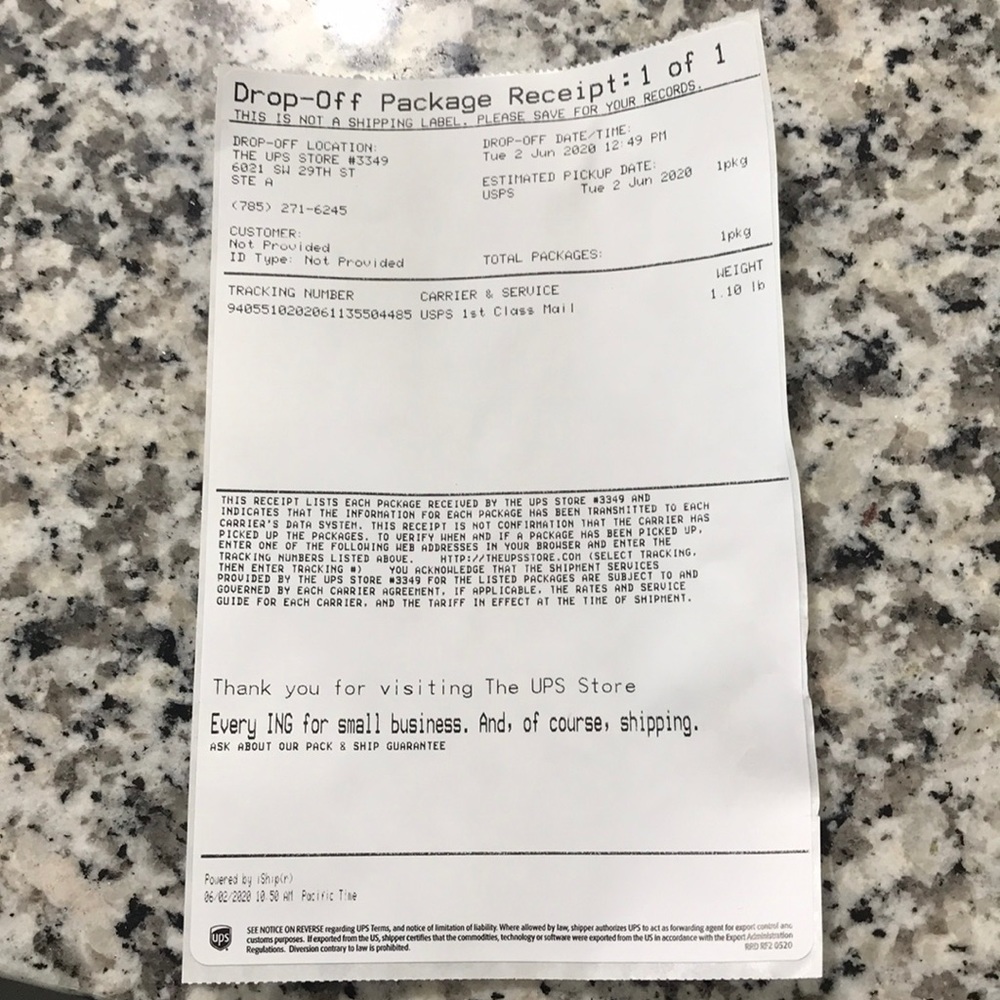 Drop-Off Package Receipt: 1 of 1
THIS IS NOT A SHIPPING LABEL. PLEASE SAVE FOR YOUR RECORDS.
DROP-OFF LOCATION:
THE UPS STORE #3349
6021 SW 29TH ST
STE A
(785) 271-6245
DROP-OFF DATE/TIME:
Tue 2 Jun 2020 12:49 PM
ESTIMATED PICKUP DATE:
USPS Tue 2 Jun 2020 1pkg
CUSTOMER:
Not Provided
ID Type: Not Provided
TOTAL PACKAGES: 1pkg
TRACKING NUMBER CARRIER & SERVICE WEIGHT
9405510202061135504485 USPS 1st Class Mail 1.10 lb
THIS RECEIPT LISTS EACH PACKAGE RECEIVED BY THE UPS STORE #3349 AND
INDICATES THAT THE INFORMATION FOR EACH PACKAGE HAS BEEN TRANSMITTED TO EACH
CARRIER'S DATA SYSTEM. THIS RECEIPT IS NOT CONFIRMATION THAT THE CARRIER HAS
PICKED UP THE PACKAGES. TO VERIFY WHEN AND IF A PACKAGE HAS BEEN PICKED UP,
ENTER ONE OF THE FOLLOWING WEB ADDRESSES IN YOUR BROWSER AND ENTER THE
TRACKING NUMBERS LISTED ABOVE. HTTP://THEUPSSTORE.COM (SELECT TRACKING,
THEN ENTER TRACKING #) YOU ACKNOWLEDGE THAT THE SHIPMENT SERVICES
PROVIDED BY THE UPS STORE #3349 FOR THE LISTED PACKAGES ARE SUBJECT TO AND
GOVERNED BY EACH CARRIER AGREEMENT, IF APPLICABLE, THE RATES AND SERVICE
GUIDE FOR EACH CARRIER, AND THE TARIFF IN EFFECT AT THE TIME OF SHIPMENT.
Thank you for visiting The UPS Store
Every ING for small business. And, of course, shipping.
ASK ABOUT OUR PACK & SHIP GUARANTEE
Powered by iShip(r)
06/02/2020 10:50 AM Pacific Time
ups
SEE NOTICE ON REVERSE regarding UPS Terms, and notice of limitation of liability. Where allowed by law, shipper authorizes UPS to act as forwarding agent for export control and
customs purposes. If exported from the US, shipper certifies that the commodities, technology or software were exported from the US in accordance with the Export Administration
Regulations. Diversion contrary to law is prohibited. RRD RF2 0520